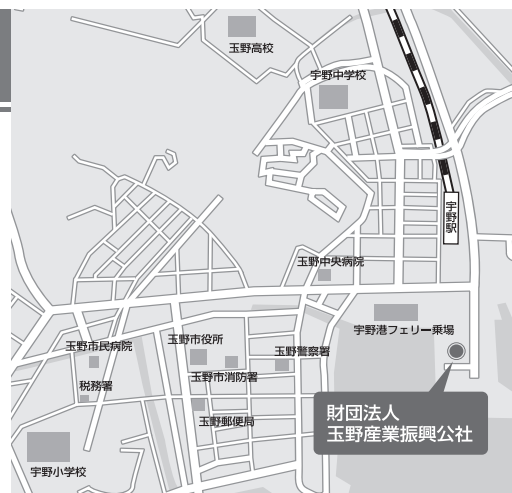 玉野高校
宇野中学校
宇野駅
玉野中央病院
宇野港フェリー乗場
玉野市民病院
玉野市役所
玉野警察署
玉野市消防署
税務署
玉野郵便局
財団法人
玉野産業振興公社
宇野小学校